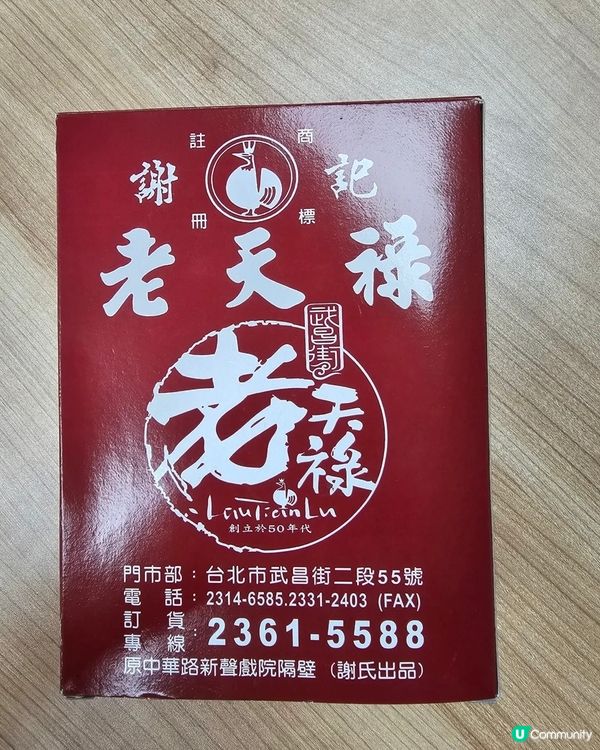 註 商
謝 記
冊 標
老天祿
武昌街
老天祿
LauTianLu
創立於50年代
門市部：台北市武昌街二段55號
電話：2314-6585.2331-2403 (FAX)
訂貨專線：2361-5588
原中華路新聲戲院隔壁（謝氏出品）
U Community